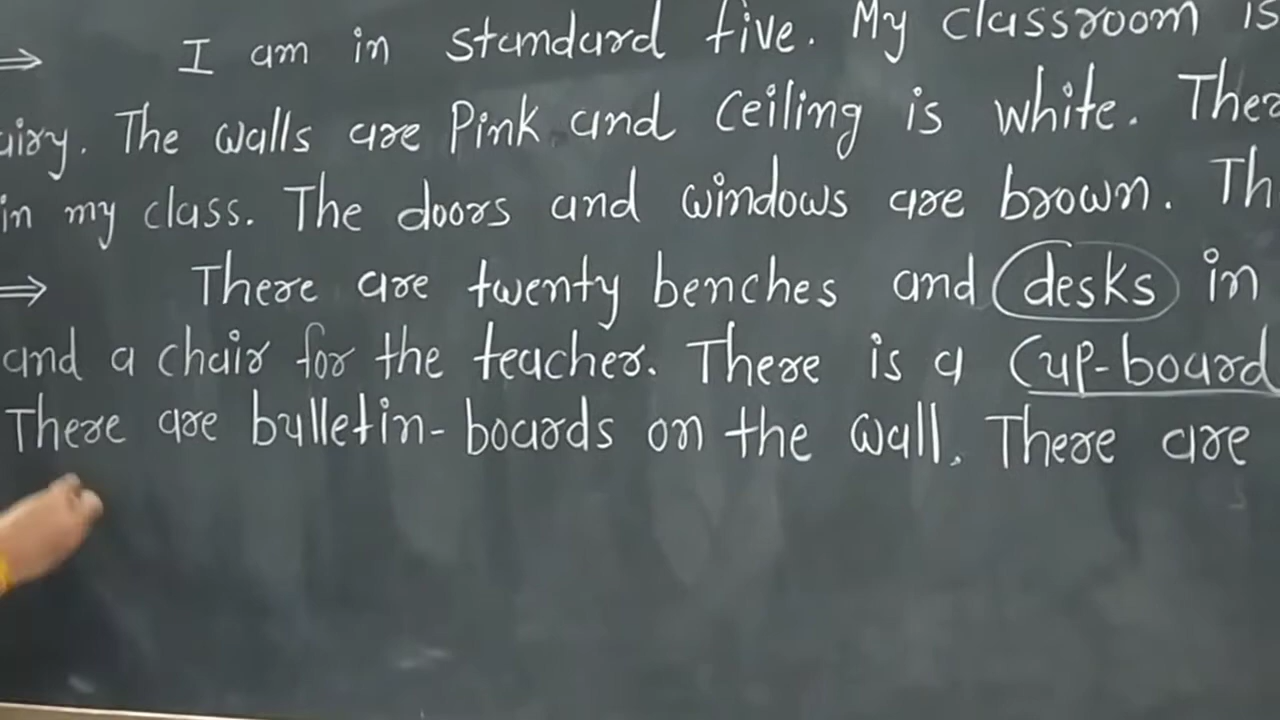 ⇒ I am in standard five. My classroom is
airy. The walls are Pink and Ceiling is white. Ther
in my class. The doors and windows are brown. Th
⇒ There are twenty benches and desks in
and a chair for the teacher. There is a Cup-board
There are bulletin-boards on the wall. There are